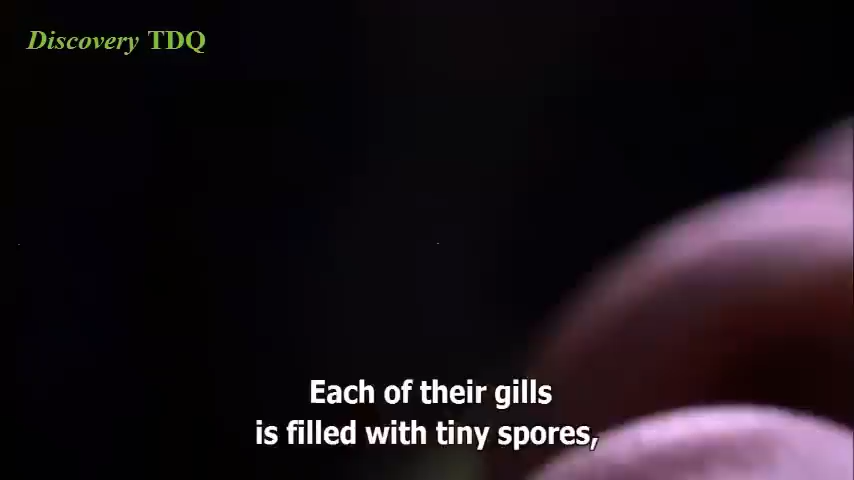 Discovery TDQ
Each of their gills
is filled with tiny spores,